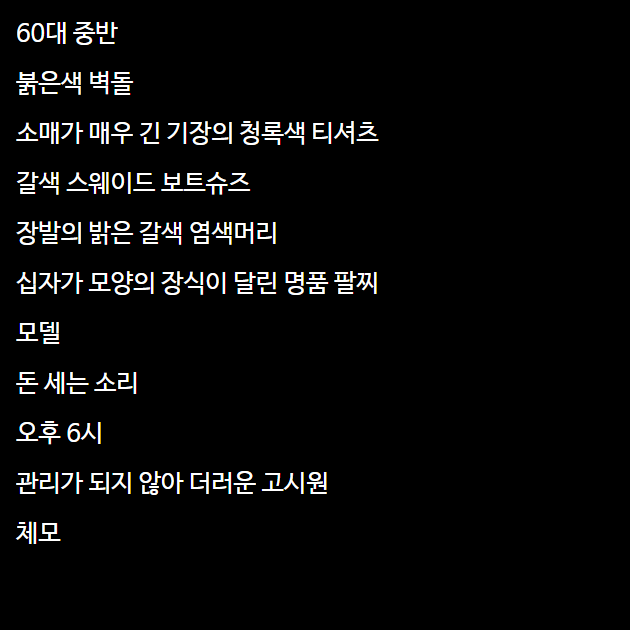 60대 중반
붉은색 벽돌
소매가 매우 긴 기장의 청록색 티셔츠
갈색 스웨이드 보트슈즈
장발의 밝은 갈색 염색머리
십자가 모양의 장식이 달린 명품 팔찌
모델
돈 세는 소리
오후 6시
관리가 되지 않아 더러운 고시원
체모